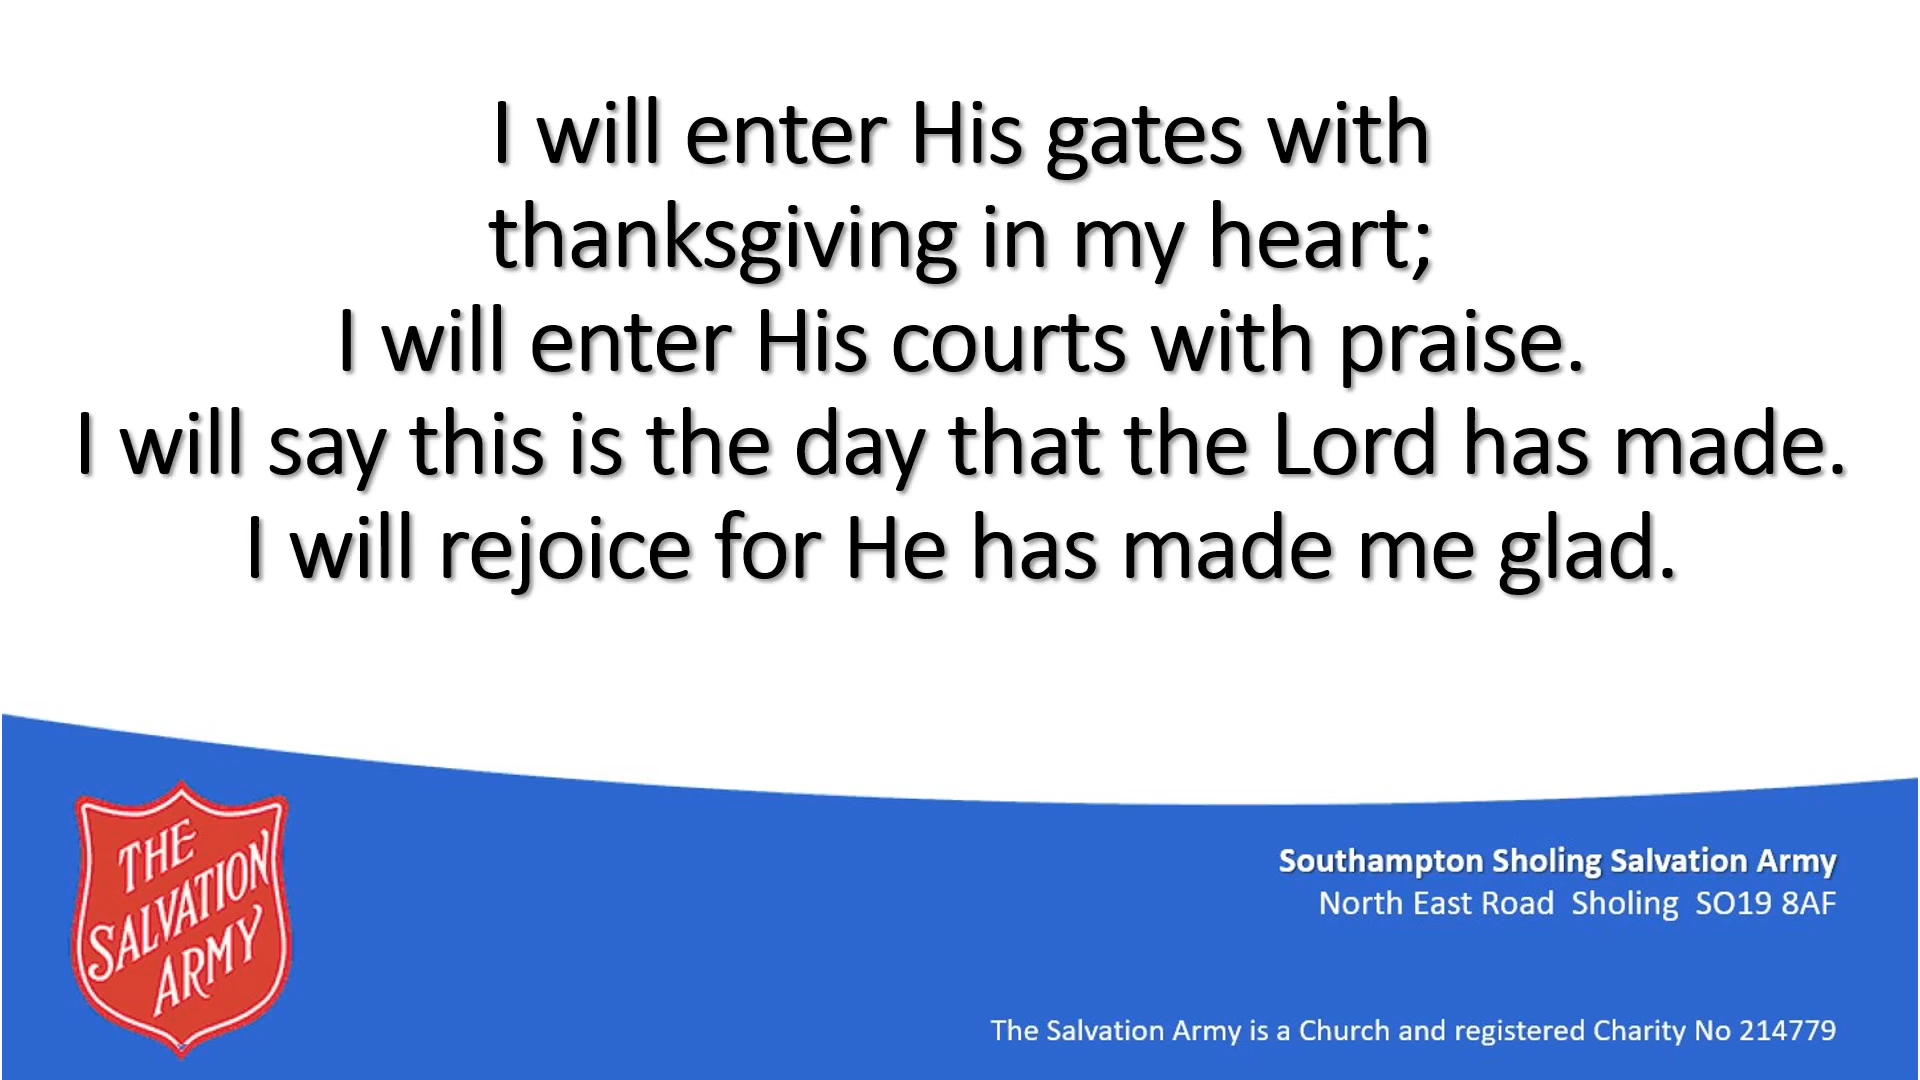 I will enter His gates with
thanksgiving in my heart;
I will enter His courts with praise.
I will say this is the day that the Lord has made.
I will rejoice for He has made me glad.
THE
SALVATION
ARMY
Southampton Sholing Salvation Army
North East Road  Sholing  SO19 8AF
The Salvation Army is a Church and registered Charity No 214779